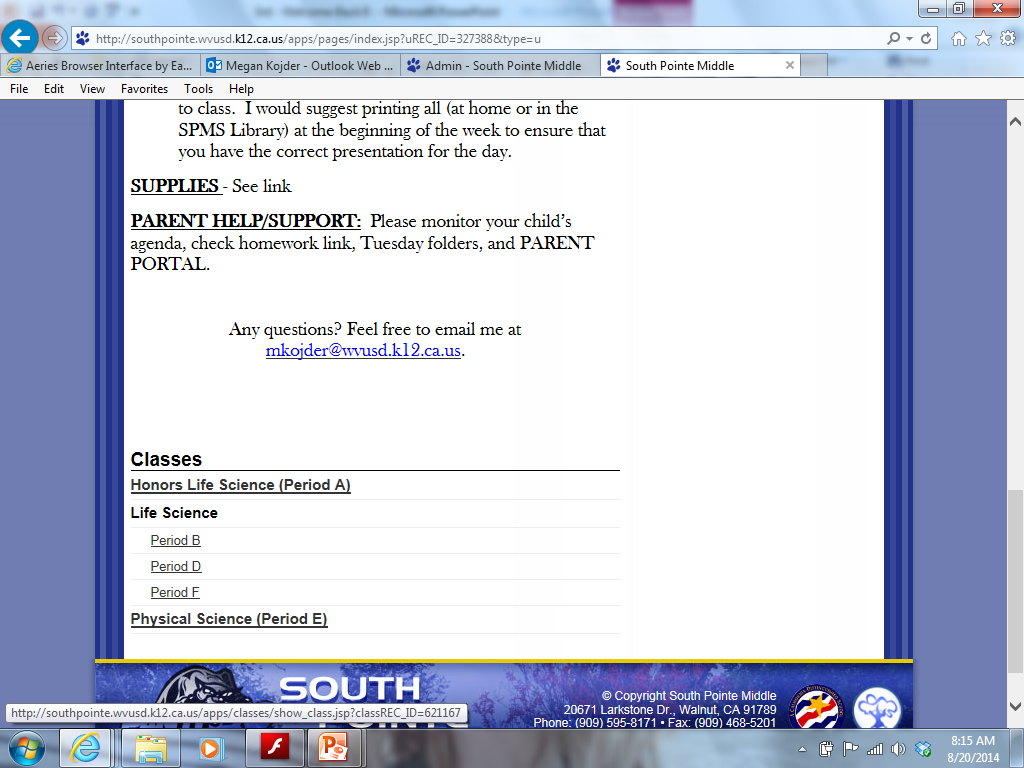 3rd - Welcome Back II - Microsoft PowerPoint
http://southpointe.wvusd.k12.ca.us/apps/pages/index.jsp?uREC_ID=327388&type=u
Aeries Browser Interface by Ea...
Megan Kojder - Outlook Web ...
Admin - South Pointe Middle
South Pointe Middle
File Edit View Favorites Tools Help
to class. I would suggest printing all (at home or in the
SPMS Library) at the beginning of the week to ensure that
you have the correct presentation for the day.
SUPPLIES - See link
PARENT HELP/SUPPORT: Please monitor your child's
agenda, check homework link, Tuesday folders, and PARENT
PORTAL.
Any questions? Feel free to email me at
mkojder@wvusd.k12.ca.us.
Classes
Honors Life Science (Period A)
Life Science
Period B
Period D
Period F
Physical Science (Period E)
SOUTH
© Copyright South Pointe Middle
20671 Larkstone Dr., Walnut, CA 91789
Phone: (909) 595-8171 • Fax: (909) 468-5201
http://southpointe.wvusd.k12.ca.us/apps/classes/show_class.jsp?classREC_ID=621167
8:15 AM
8/20/2014